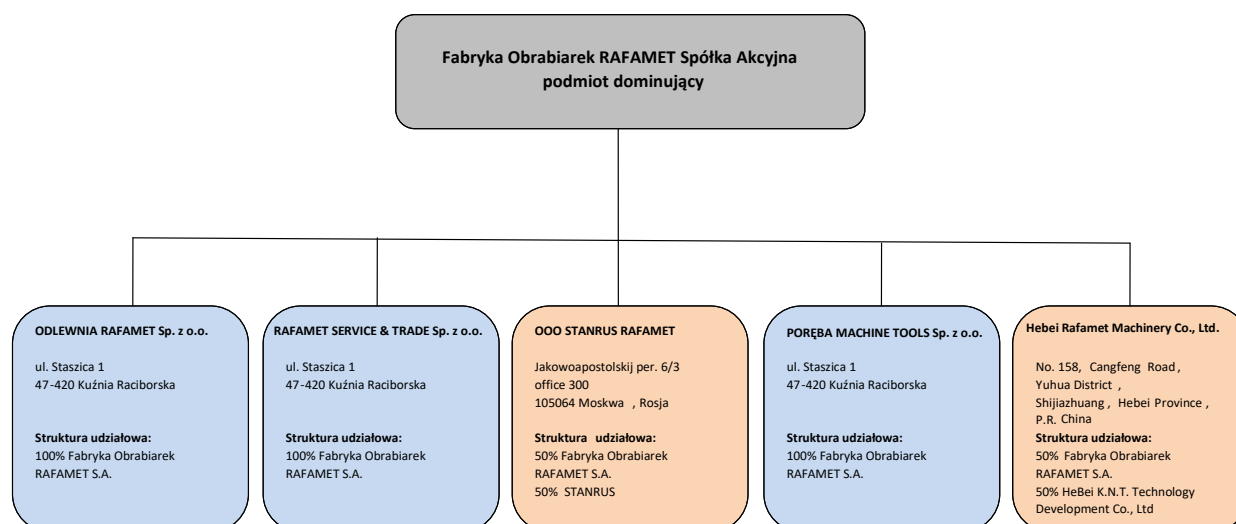 Fabryka Obrabiarek RAFAMET Spółka Akcyjna
podmiot dominujący
ODLEWNIA RAFAMET Sp. z o.o.
ul. Staszica 1
47-420 Kuźnia Raciborska
Struktura udziałowa:
100% Fabryka Obrabiarek
RAFAMET S.A.
RAFAMET SERVICE & TRADE Sp. z o.o.
ul. Staszica 1
47-420 Kuźnia Raciborska
Struktura udziałowa:
100% Fabryka Obrabiarek
RAFAMET S.A.
OOO STANRUS RAFAMET
Jakowoapostolskij per. 6/3
office 300
105064 Moskwa , Rosja
Struktura udziałowa:
50% Fabryka Obrabiarek
RAFAMET S.A.
50% STANRUS
PORĘBA MACHINE TOOLS Sp. z o.o.
ul. Staszica 1
47-420 Kuźnia Raciborska
Struktura udziałowa:
100% Fabryka Obrabiarek
RAFAMET S.A.
Hebei Rafamet Machinery Co., Ltd.
No. 158, Cangfeng Road ,
Yuhua District ,
Shijiazhuang , Hebei Province ,
P.R. China
Struktura udziałowa:
50% Fabryka Obrabiarek
RAFAMET S.A.
50% HeBei K.N.T. Technology
Development Co., Ltd